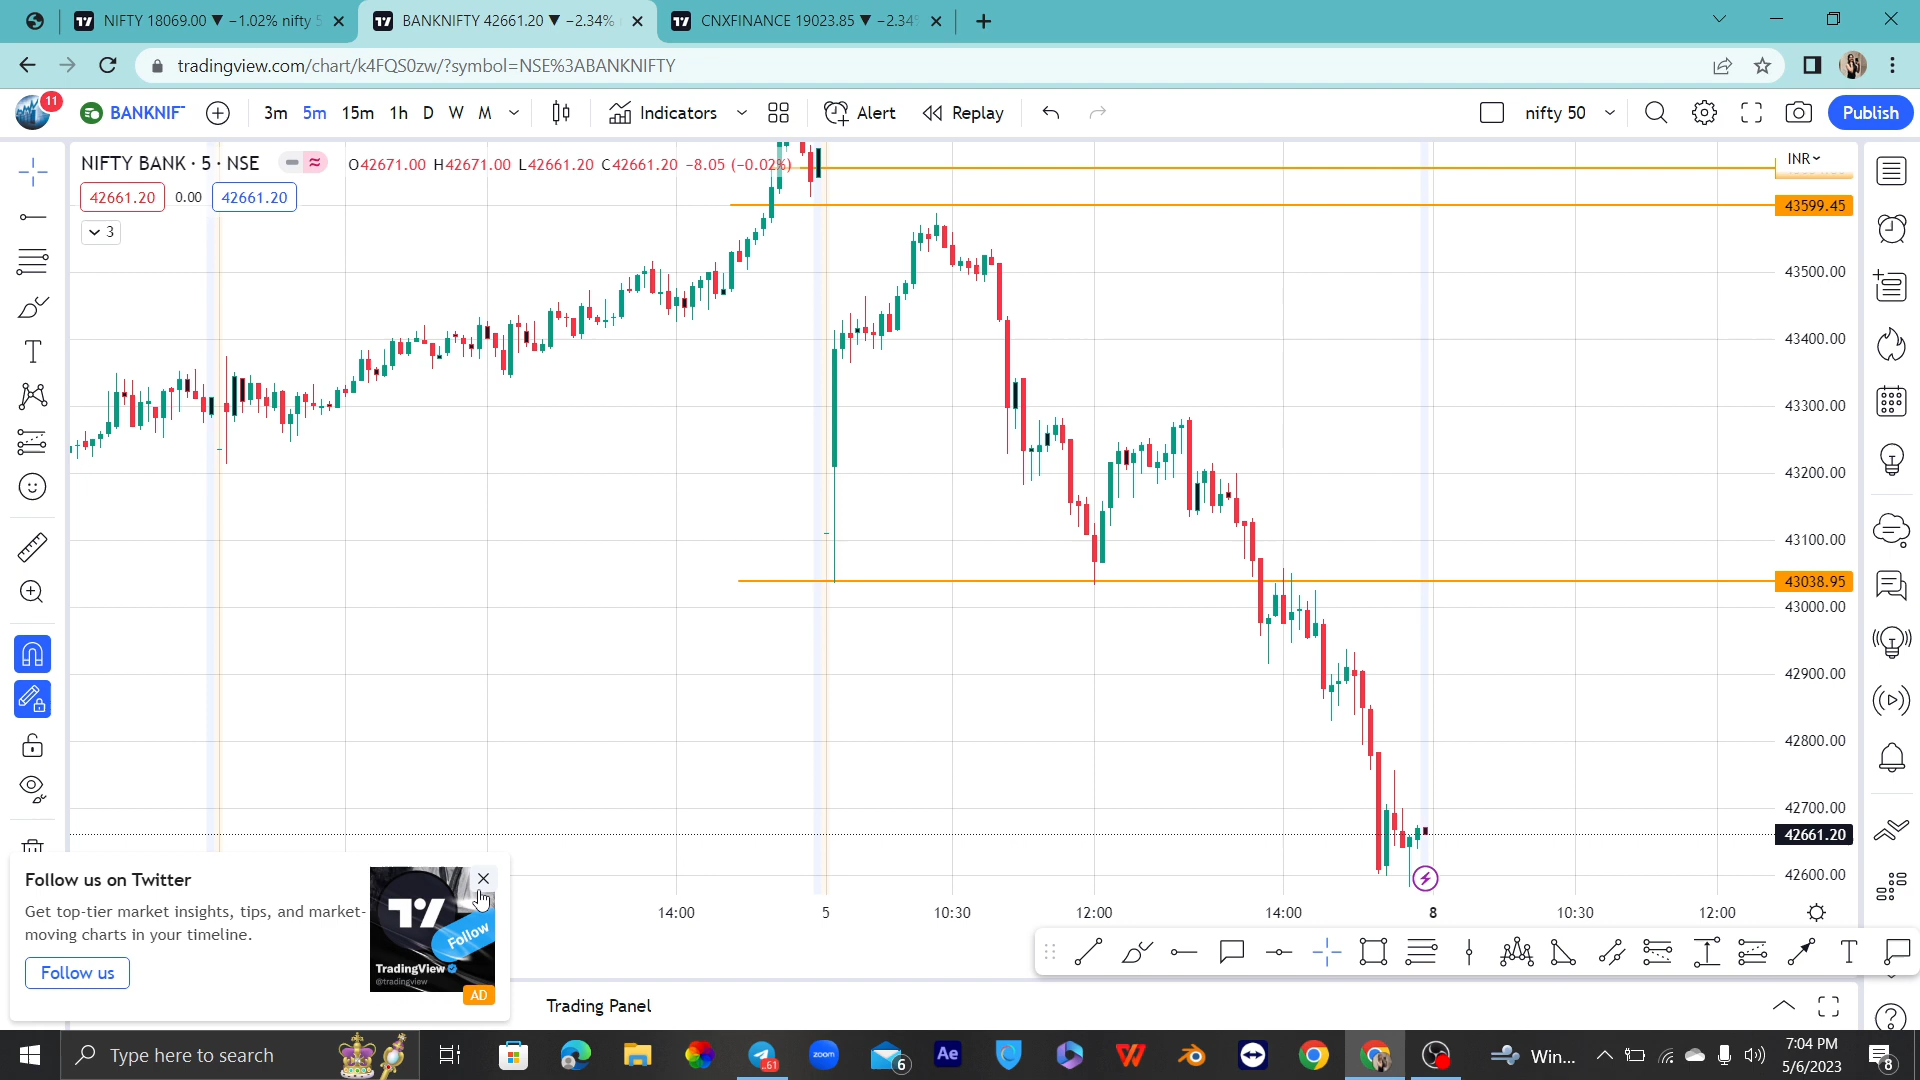 NIFTY 18069.00 ▼ −1.02% nifty 5
BANKNIFTY 42661.20 ▼ −2.34%
CNXFINANCE 19023.85 ▼ −2.34
tradingview.com/chart/k4FQS0zw/?symbol=NSE%3ABANKNIFTY
11
BANKNIF
3m 5m 15m 1h D W M
Indicators
Alert
Replay
nifty 50
Publish
NIFTY BANK · 5 · NSE
O42671.00 H42671.00 L42661.20 C42661.20 −8.05 (−0.02%)
INR
42661.20 0.00 42661.20
3
43599.45
43500.00
43400.00
43300.00
43200.00
43100.00
43038.95
43000.00
42900.00
42800.00
42700.00
42661.20
42600.00
14:00 5 10:30 12:00 14:00 8 10:30 12:00
Follow us on Twitter
Get top-tier market insights, tips, and market-
moving charts in your timeline.
Follow us
Follow
TradingView
@tradingview
AD
Trading Panel
Type here to search
61
zoom
6
Ae
Win...
7:04 PM
5/6/2023
8